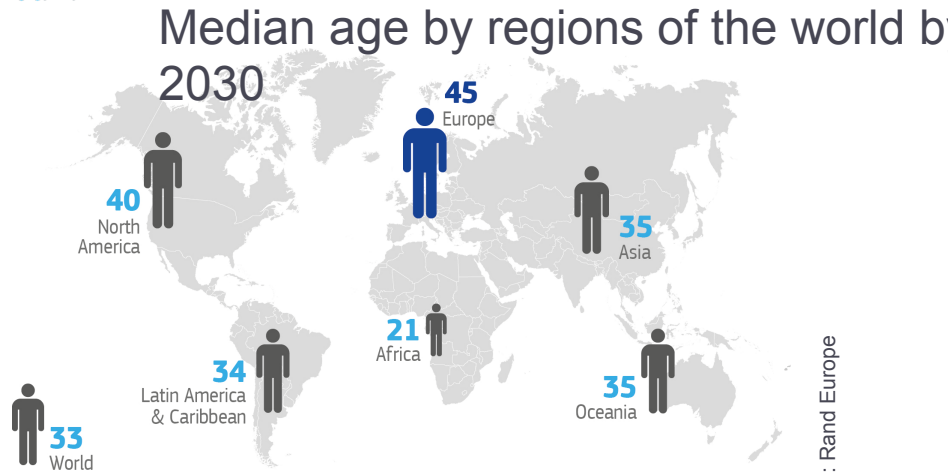 Median age by regions of the world by
2030
45
Europe
40
North
America
35
Asia
21
Africa
34
Latin America
& Caribbean
35
Oceania
33
World
: Rand Europe